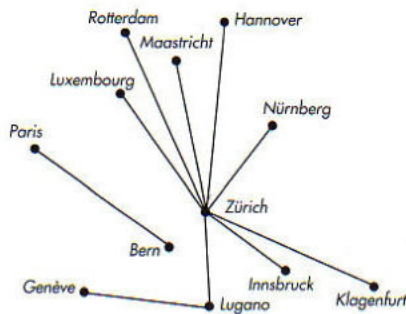 Rotterdam
Hannover
Maastricht
Luxembourg
Nürnberg
Paris
Zürich
Bern
Innsbruck
Genève
Lugano
Klagenfurt